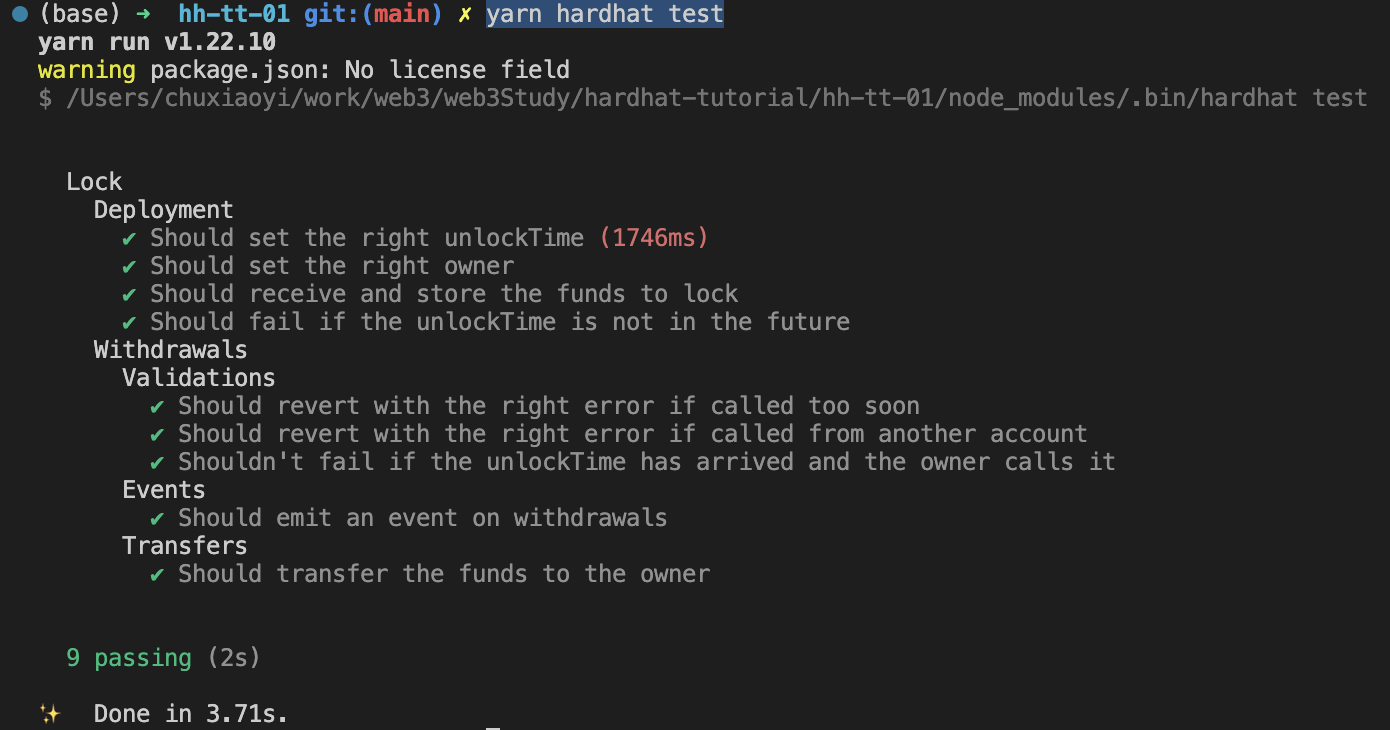 (base) ➜ hh-tt-01 git:(main) ✗ yarn hardhat test
yarn run v1.22.10
warning package.json: No license field
$ /Users/chuxiaoyi/work/web3/web3Study/hardhat-tutorial/hh-tt-01/node_modules/.bin/hardhat test
Lock
Deployment
✔ Should set the right unlockTime (1746ms)
✔ Should set the right owner
✔ Should receive and store the funds to lock
✔ Should fail if the unlockTime is not in the future
Withdrawals
Validations
✔ Should revert with the right error if called too soon
✔ Should revert with the right error if called from another account
✔ Shouldn't fail if the unlockTime has arrived and the owner calls it
Events
✔ Should emit an event on withdrawals
Transfers
✔ Should transfer the funds to the owner
9 passing (2s)
✨ Done in 3.71s.